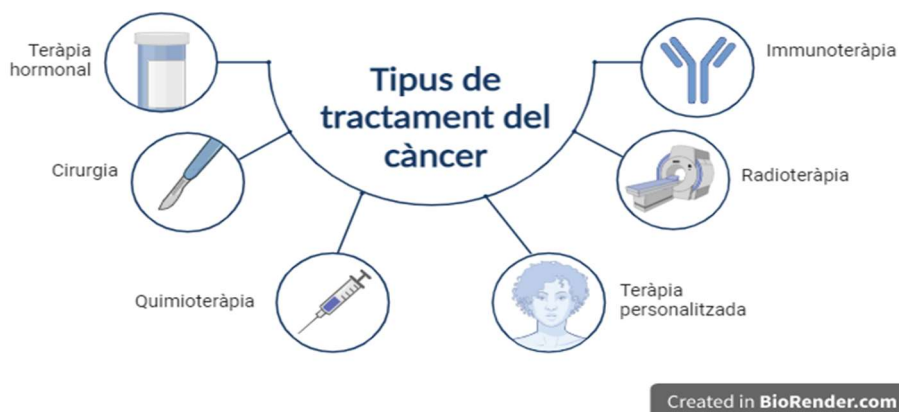 Tipus de
tractament del
càncer
Teràpia
hormonal
Cirurgia
Quimioteràpia
Teràpia
personalitzada
Radioteràpia
Immunoteràpia
Created in BioRender.com